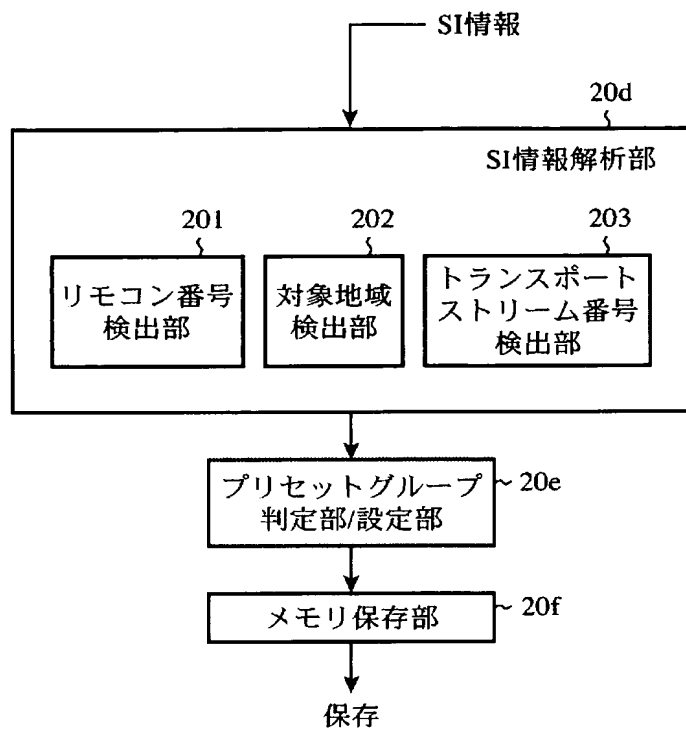 SI情報
20d
SI情報解析部
201
202
203
リモコン番号
検出部
対象地域
検出部
トランスポート
ストリーム番号
検出部
プリセットグループ
判定部/設定部
20e
メモリ保存部
20f
保存